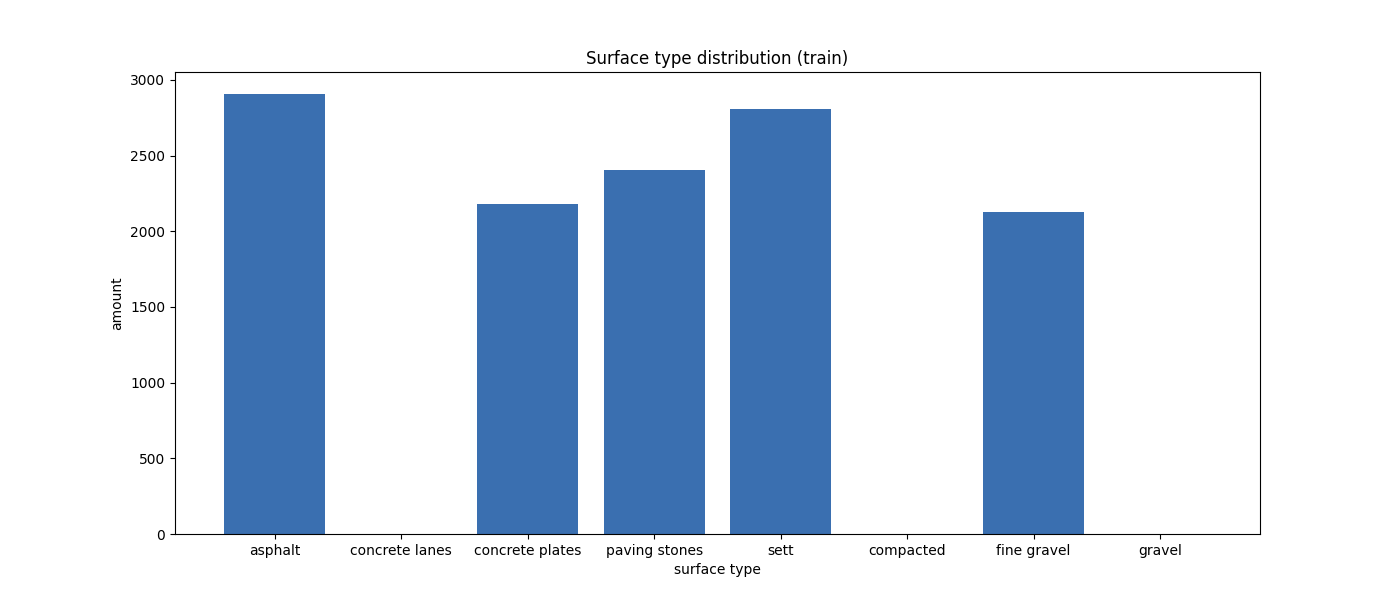 Surface type distribution (train)
3000
2500
2000
1500
1000
500
0
amount
asphalt concrete lanes concrete plates paving stones sett compacted fine gravel gravel
surface type